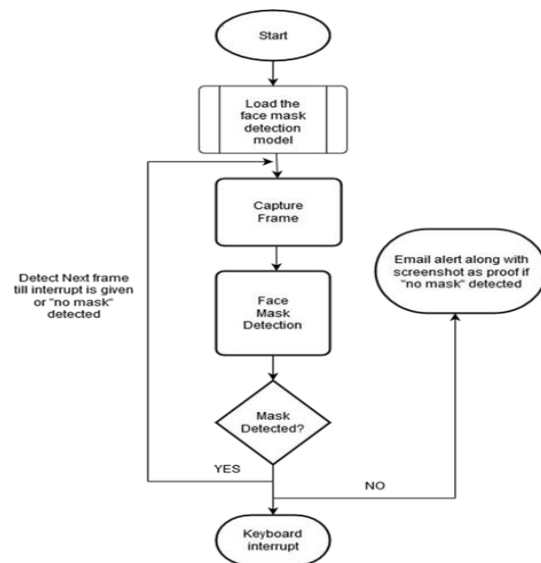 Start
Load the
face mask
detection
model
Capture
Frame
Detect Next frame
till interrupt is given
or "no mask"
detected
Email alert along with
screenshot as proof if
"no mask" detected
Face
Mask
Detection
Mask
Detected?
YES
NO
Keyboard
interrupt